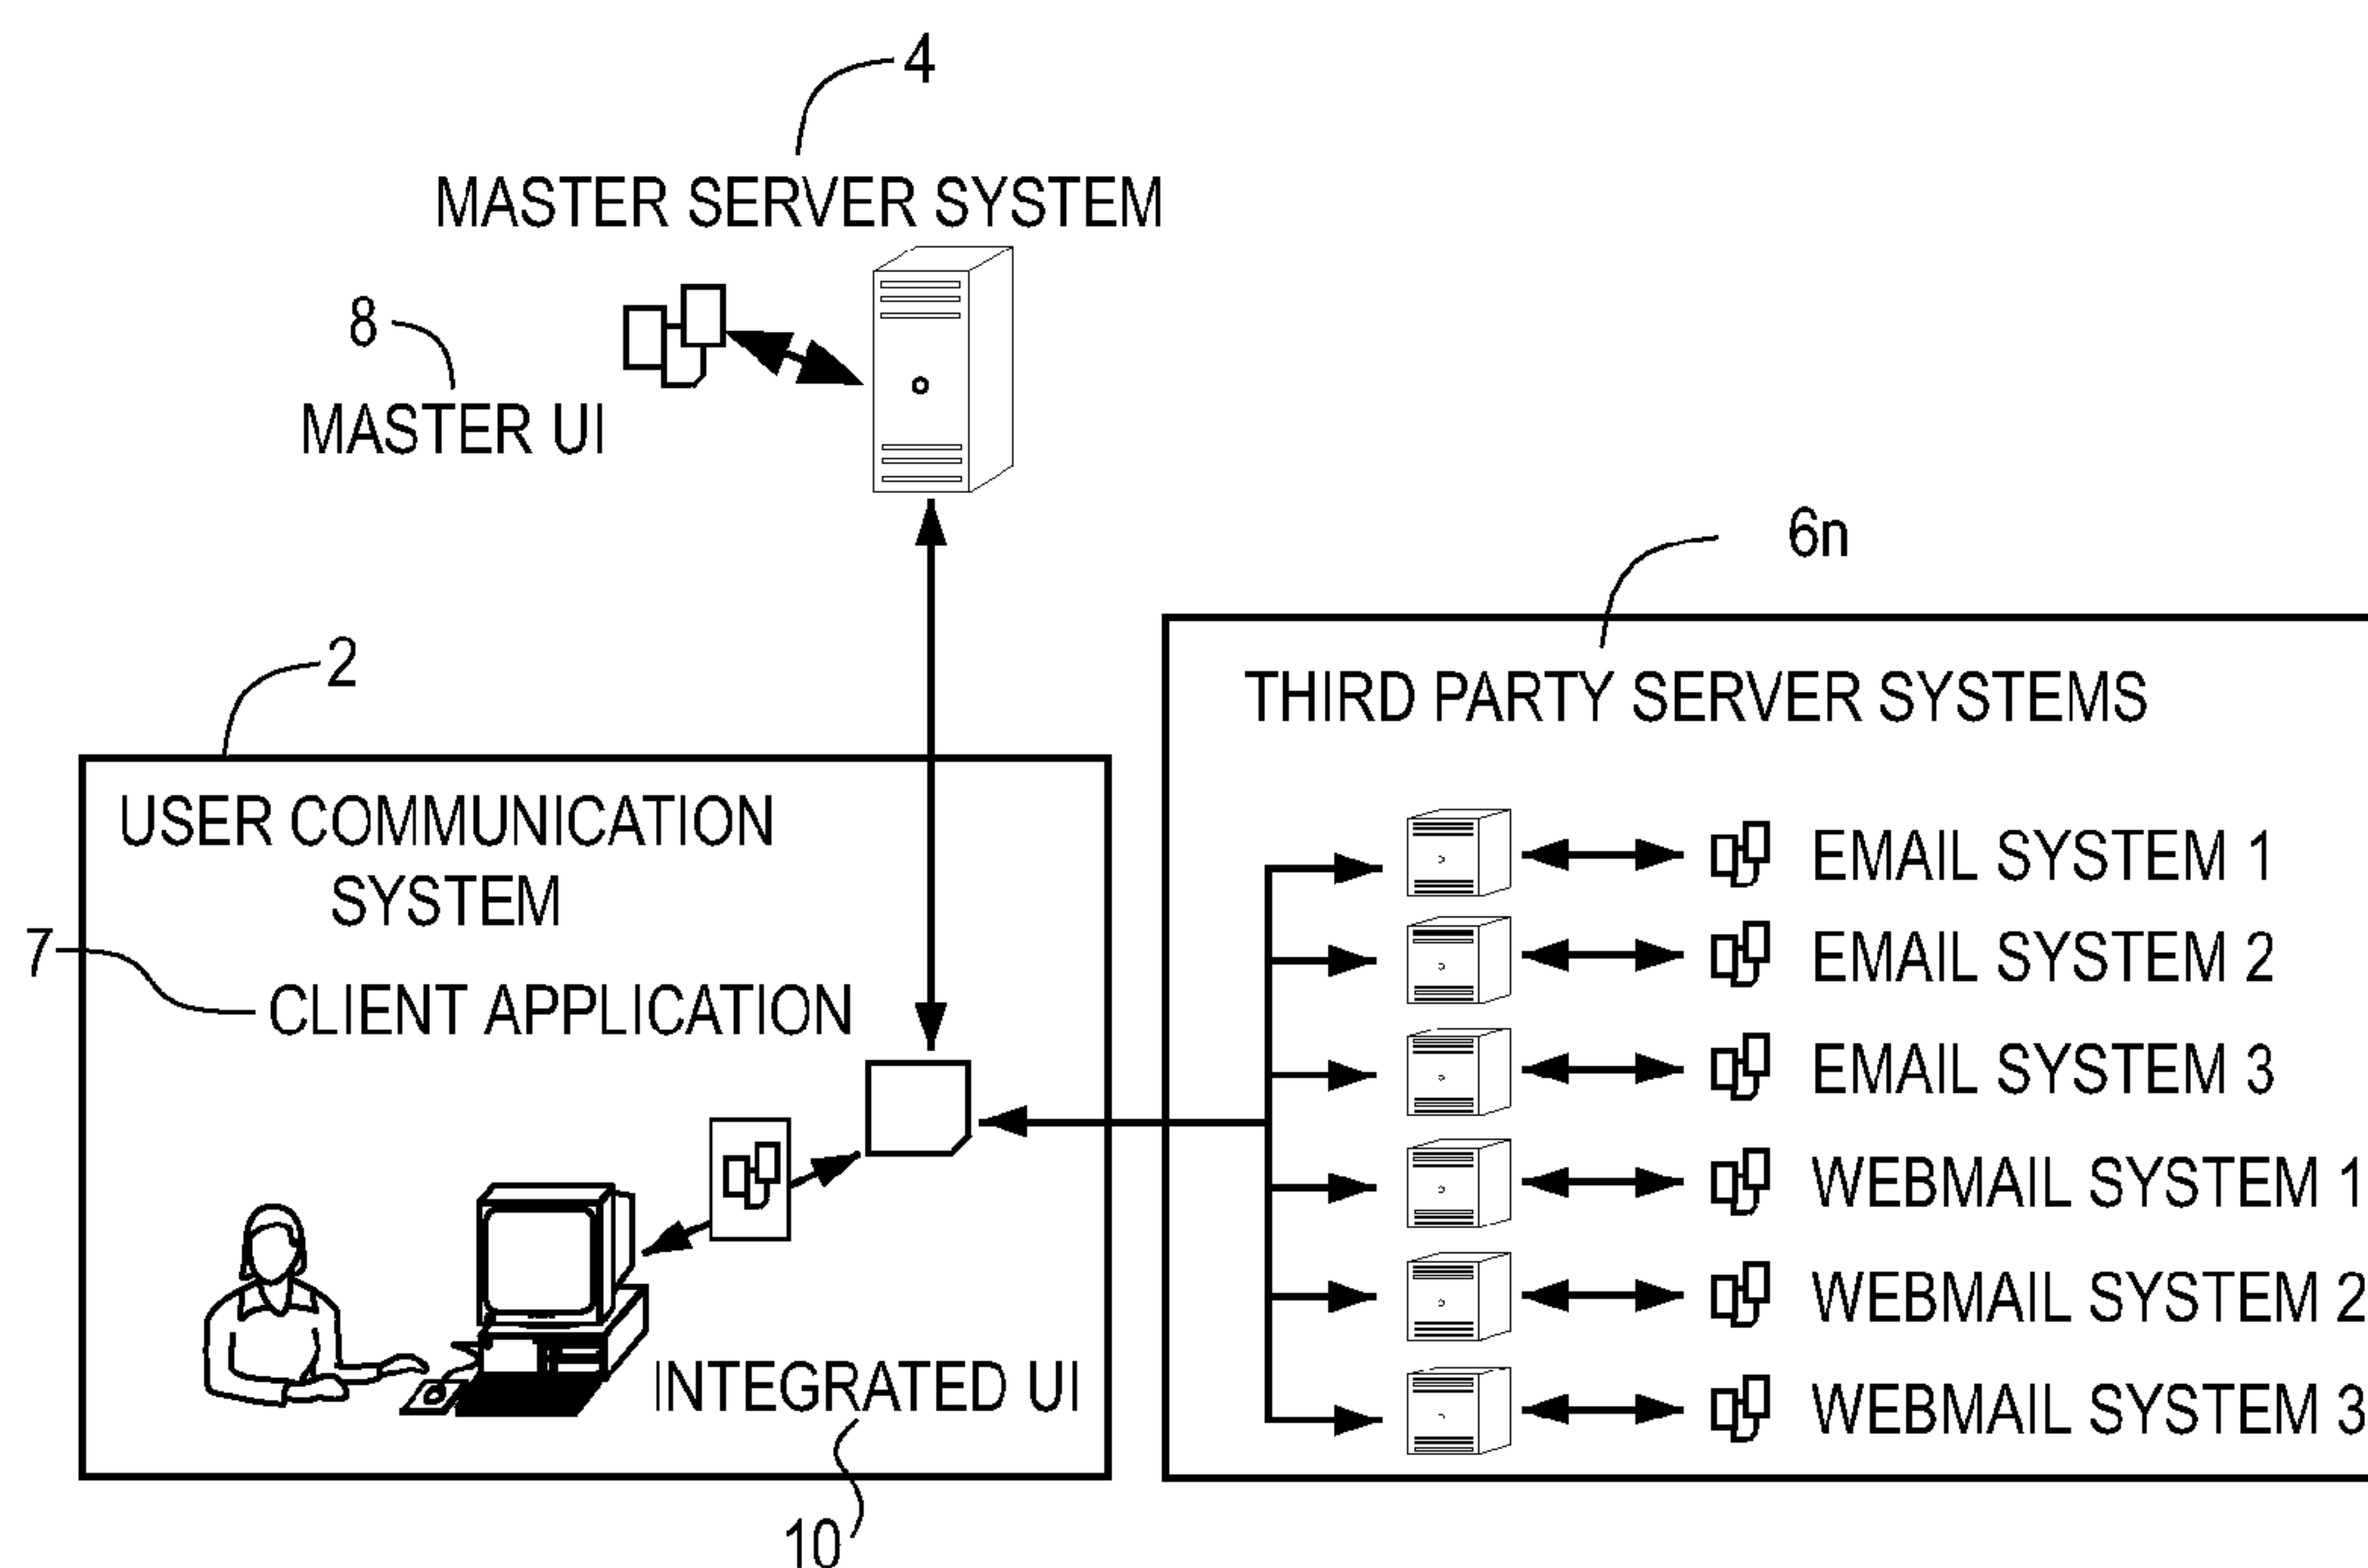 4
MASTER SERVER SYSTEM
8
MASTER UI
6n
2
THIRD PARTY SERVER SYSTEMS
USER COMMUNICATION
SYSTEM
7
CLIENT APPLICATION
EMAIL SYSTEM 1
EMAIL SYSTEM 2
EMAIL SYSTEM 3
WEBMAIL SYSTEM 1
WEBMAIL SYSTEM 2
WEBMAIL SYSTEM 3
INTEGRATED UI
10